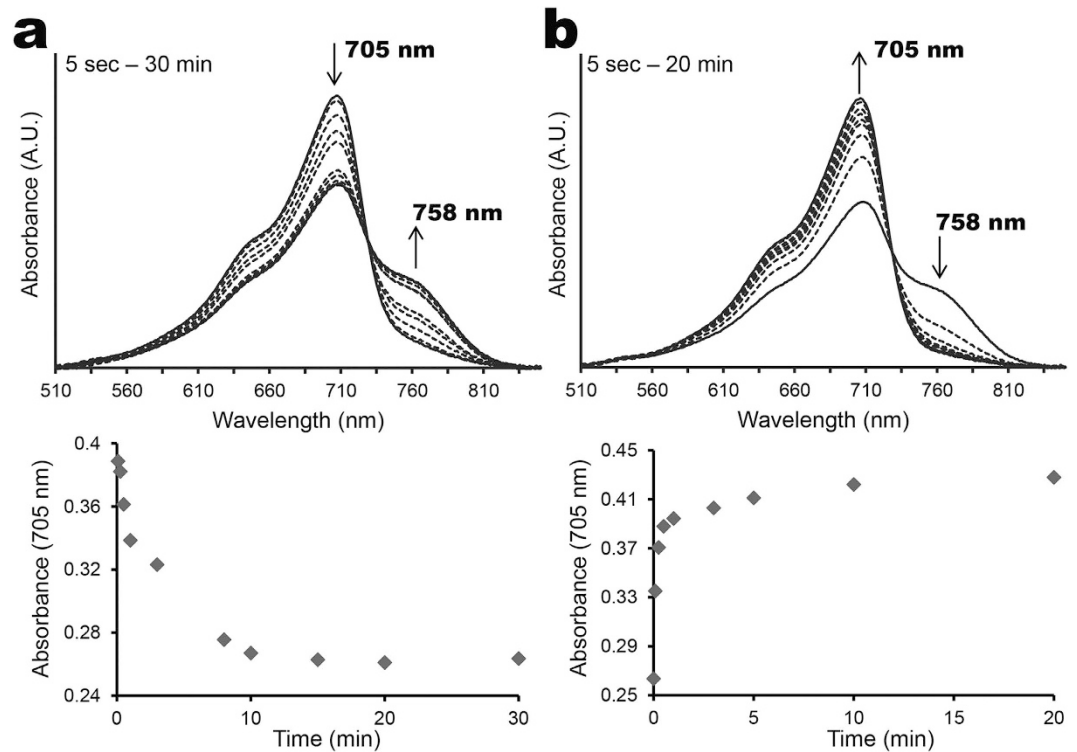 a
5 sec – 30 min
705 nm
758 nm
Absorbance (A.U.)
510 560 610 660 710 760 810
Wavelength (nm)
b
5 sec – 20 min
705 nm
758 nm
Absorbance (A.U.)
510 560 610 660 710 760 810
Wavelength (nm)
Absorbance (705 nm)
0.4
0.36
0.32
0.28
0.24
0 10 20 30
Time (min)
Absorbance (705 nm)
0.45
0.41
0.37
0.33
0.29
0.25
0 5 10 15 20
Time (min)